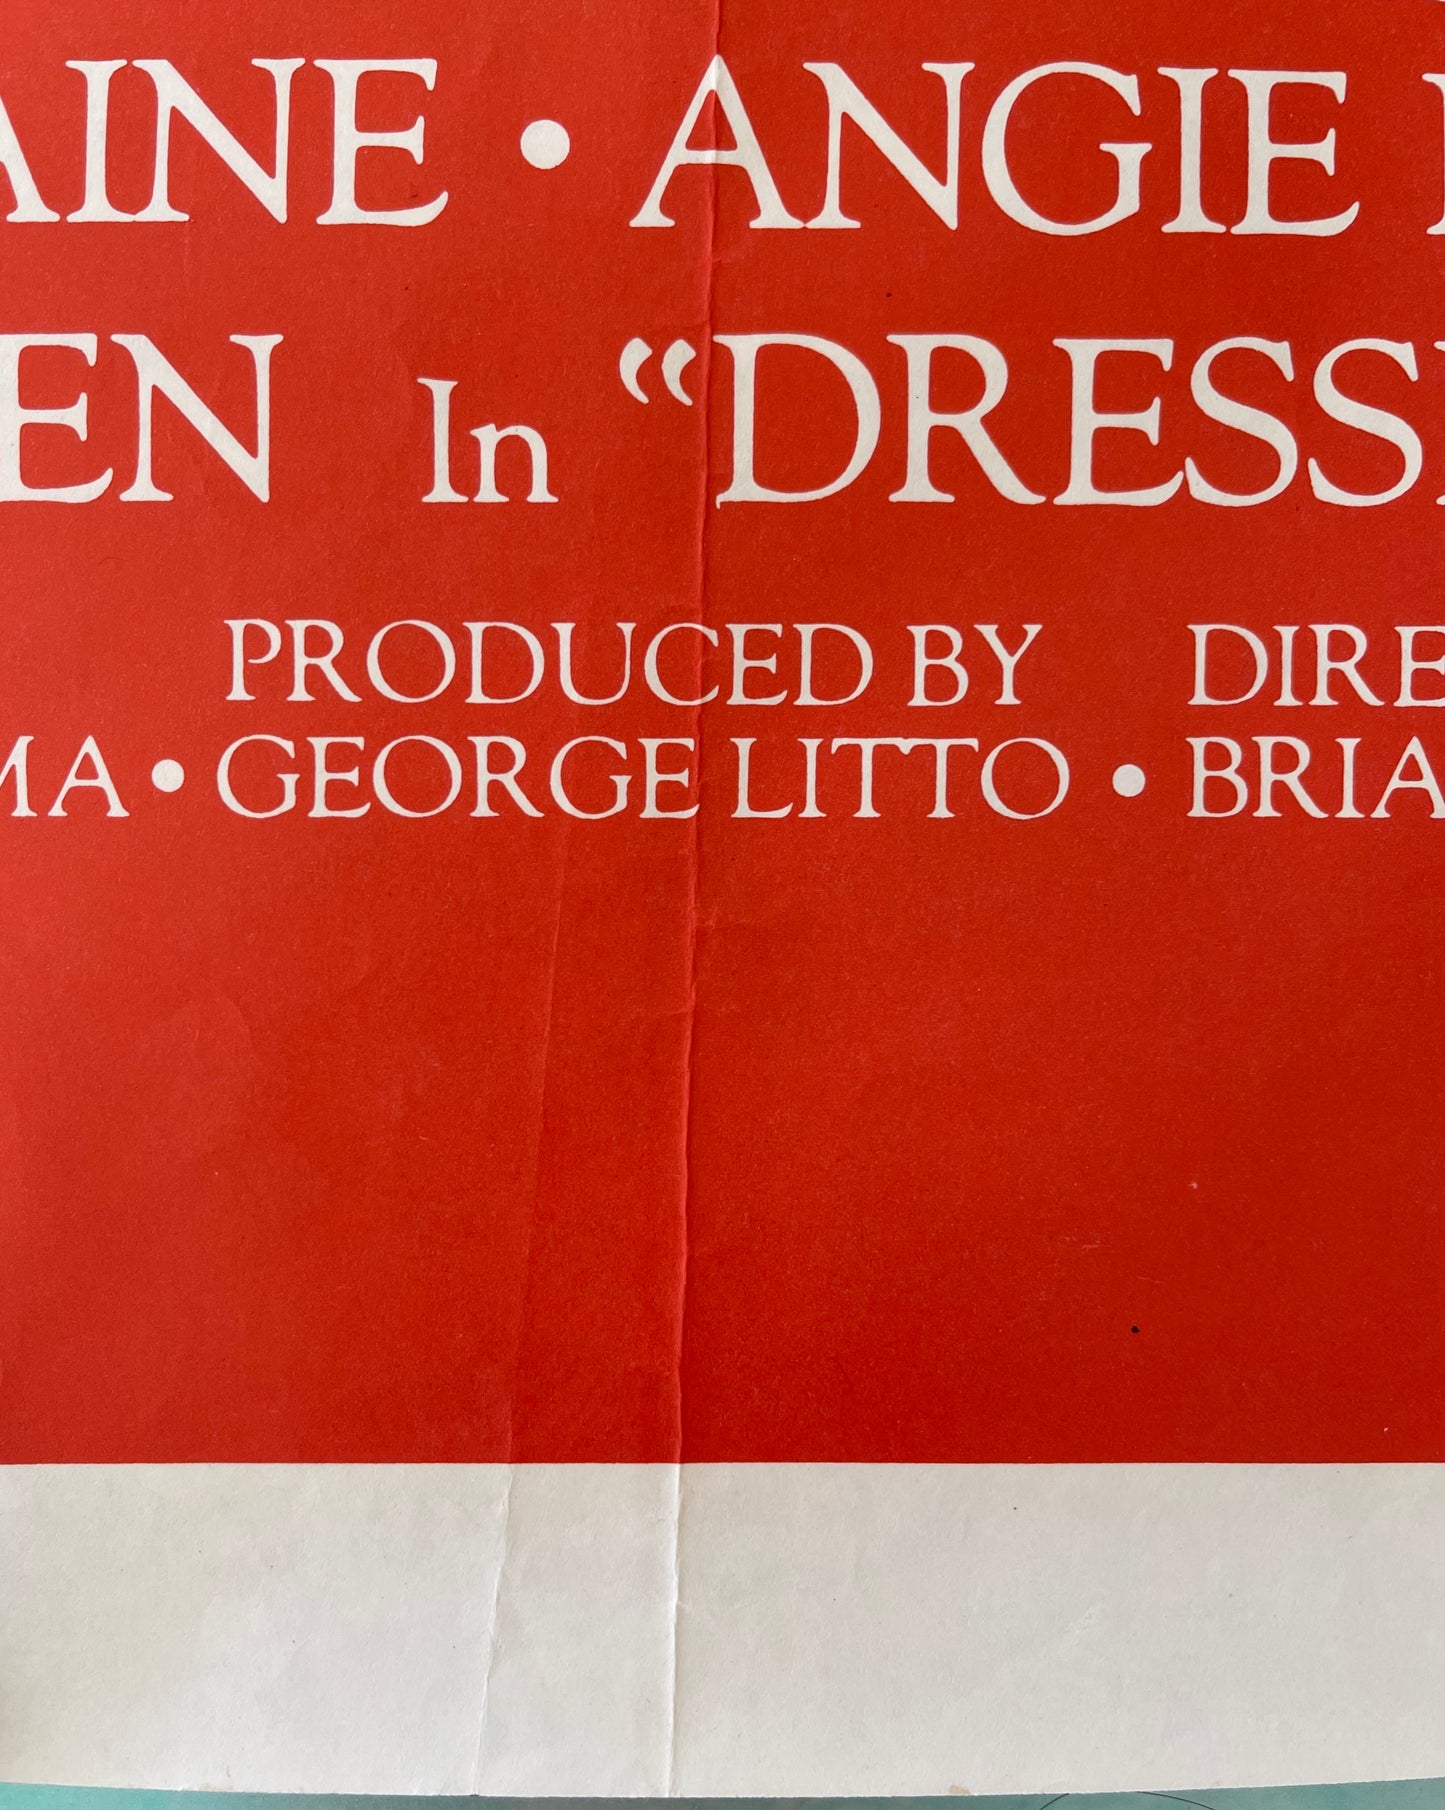 AINE • ANGIE
EN In “DRESS
PRODUCED BY DIRE
MA • GEORGE LITTO • BRIA